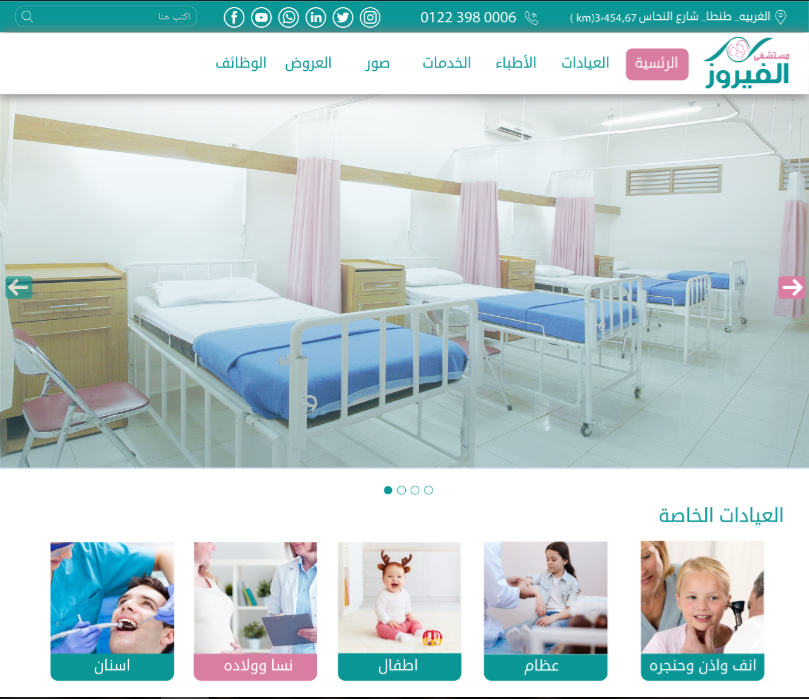 الغربيه_ طنطا_ شارع النحاس 3،454,67(km )
0122 398 0006
اكتب هنا
مستشفى
الفيروز
الرئسية
العيادات
الأطباء
الخدمات
صور
العروض
الوظائف
العيادات الخاصة
انف واذن وحنجره
عظام
اطفال
نسا وولاده
اسنان